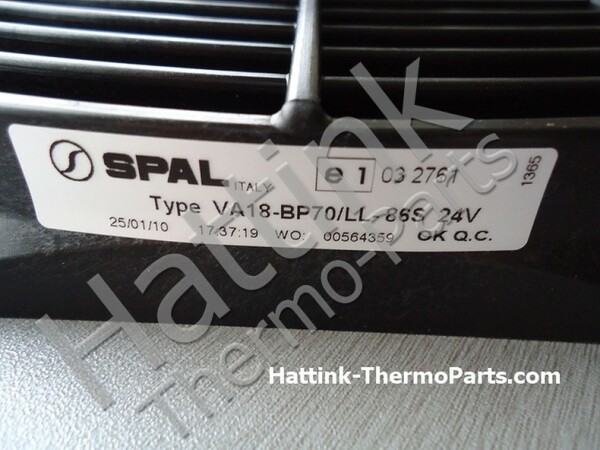 SPAL ITALY e 1 03 2761
1365
Type VA18-BP70/LL-86S/ 24V
25/01/10 17:37:19 WO: 00564359 OK Q.C.
Hattink
Thermo-Parts
Hattink-ThermoParts.com